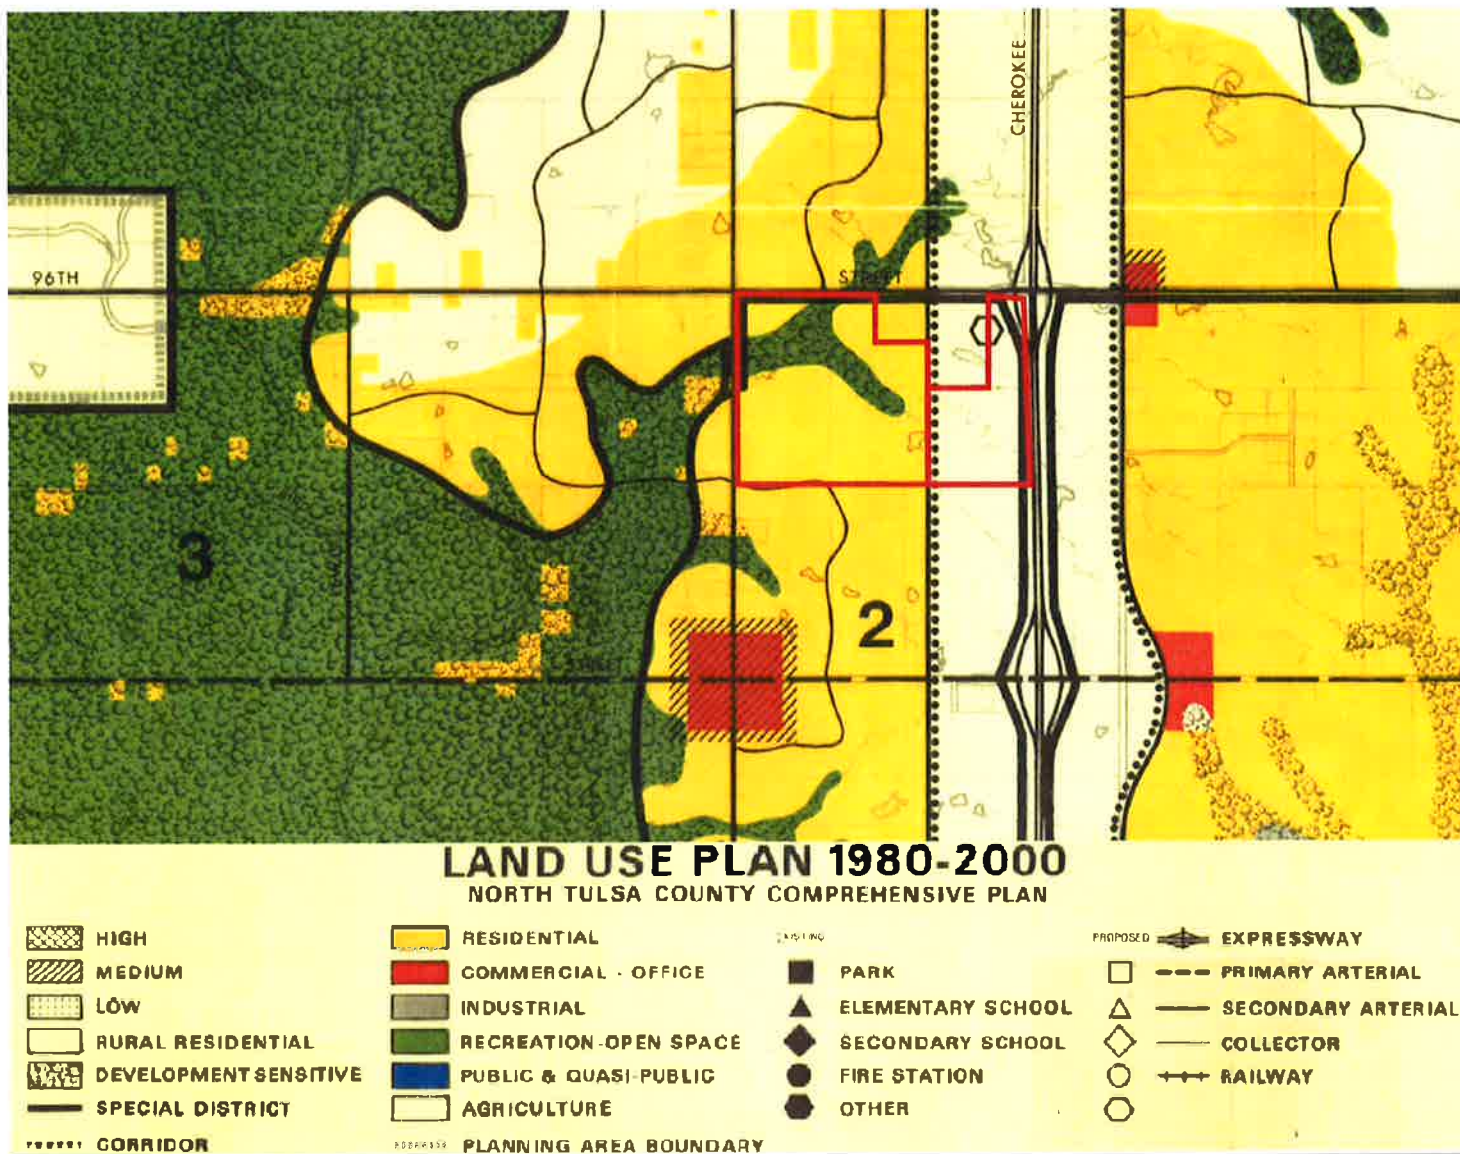 CHEROKEE
96TH
STREET
3
2
STREET
LAND USE PLAN 1980-2000
NORTH TULSA COUNTY COMPREHENSIVE PLAN
HIGH
MEDIUM
LOW
RURAL RESIDENTIAL
DEVELOPMENT SENSITIVE
SPECIAL DISTRICT
CORRIDOR
RESIDENTIAL
COMMERCIAL - OFFICE
INDUSTRIAL
RECREATION-OPEN SPACE
PUBLIC & QUASI-PUBLIC
AGRICULTURE
PLANNING AREA BOUNDARY
EXISTING
PARK
ELEMENTARY SCHOOL
SECONDARY SCHOOL
FIRE STATION
OTHER
PROPOSED
EXPRESSWAY
PRIMARY ARTERIAL
SECONDARY ARTERIAL
COLLECTOR
RAILWAY